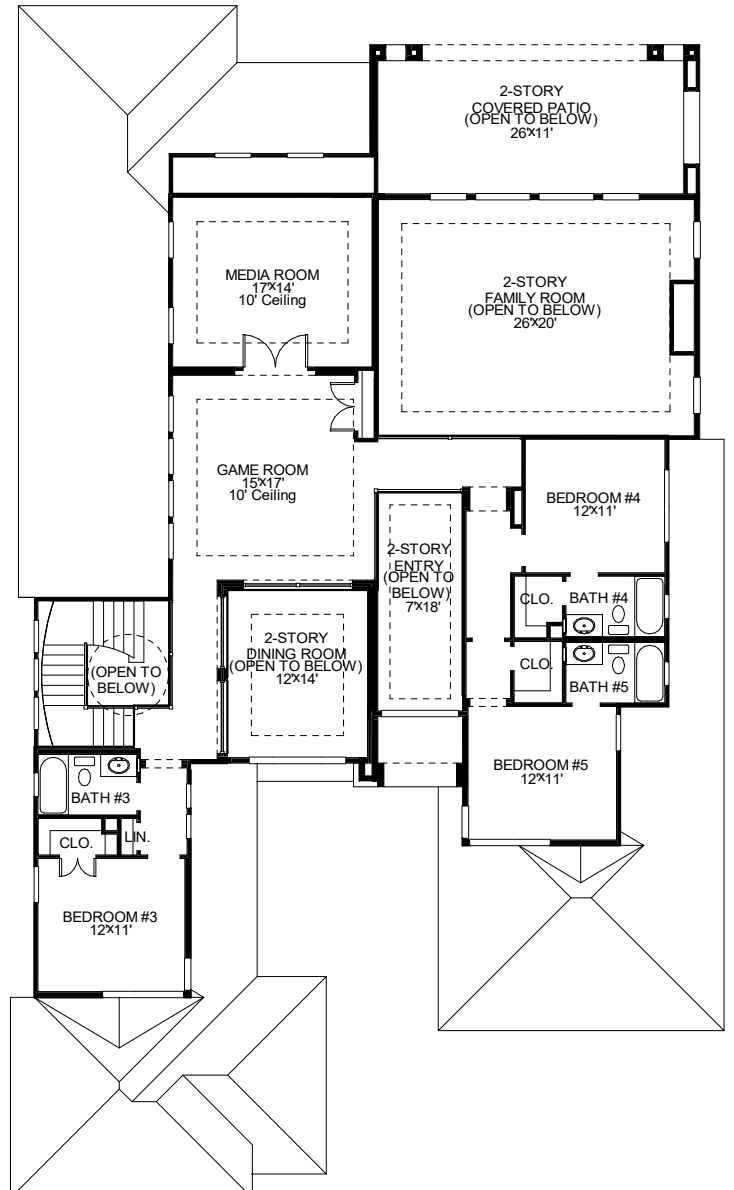 2-STORY
COVERED PATIO
(OPEN TO BELOW)
26'X11'
MEDIA ROOM
17'X14'
10' Ceiling
2-STORY
FAMILY ROOM
(OPEN TO BELOW)
26'X20'
GAME ROOM
15'X17'
10' Ceiling
BEDROOM #4
12'X11'
2-STORY
ENTRY
(OPEN TO
BELOW)
7'X18'
CLO.
BATH #4
2-STORY
DINING ROOM
(OPEN TO BELOW)
12'X14'
(OPEN TO
BELOW)
CLO.
BATH #5
BEDROOM #5
12'X11'
BATH #3
CLO.
LIN.
BEDROOM #3
12'X11'